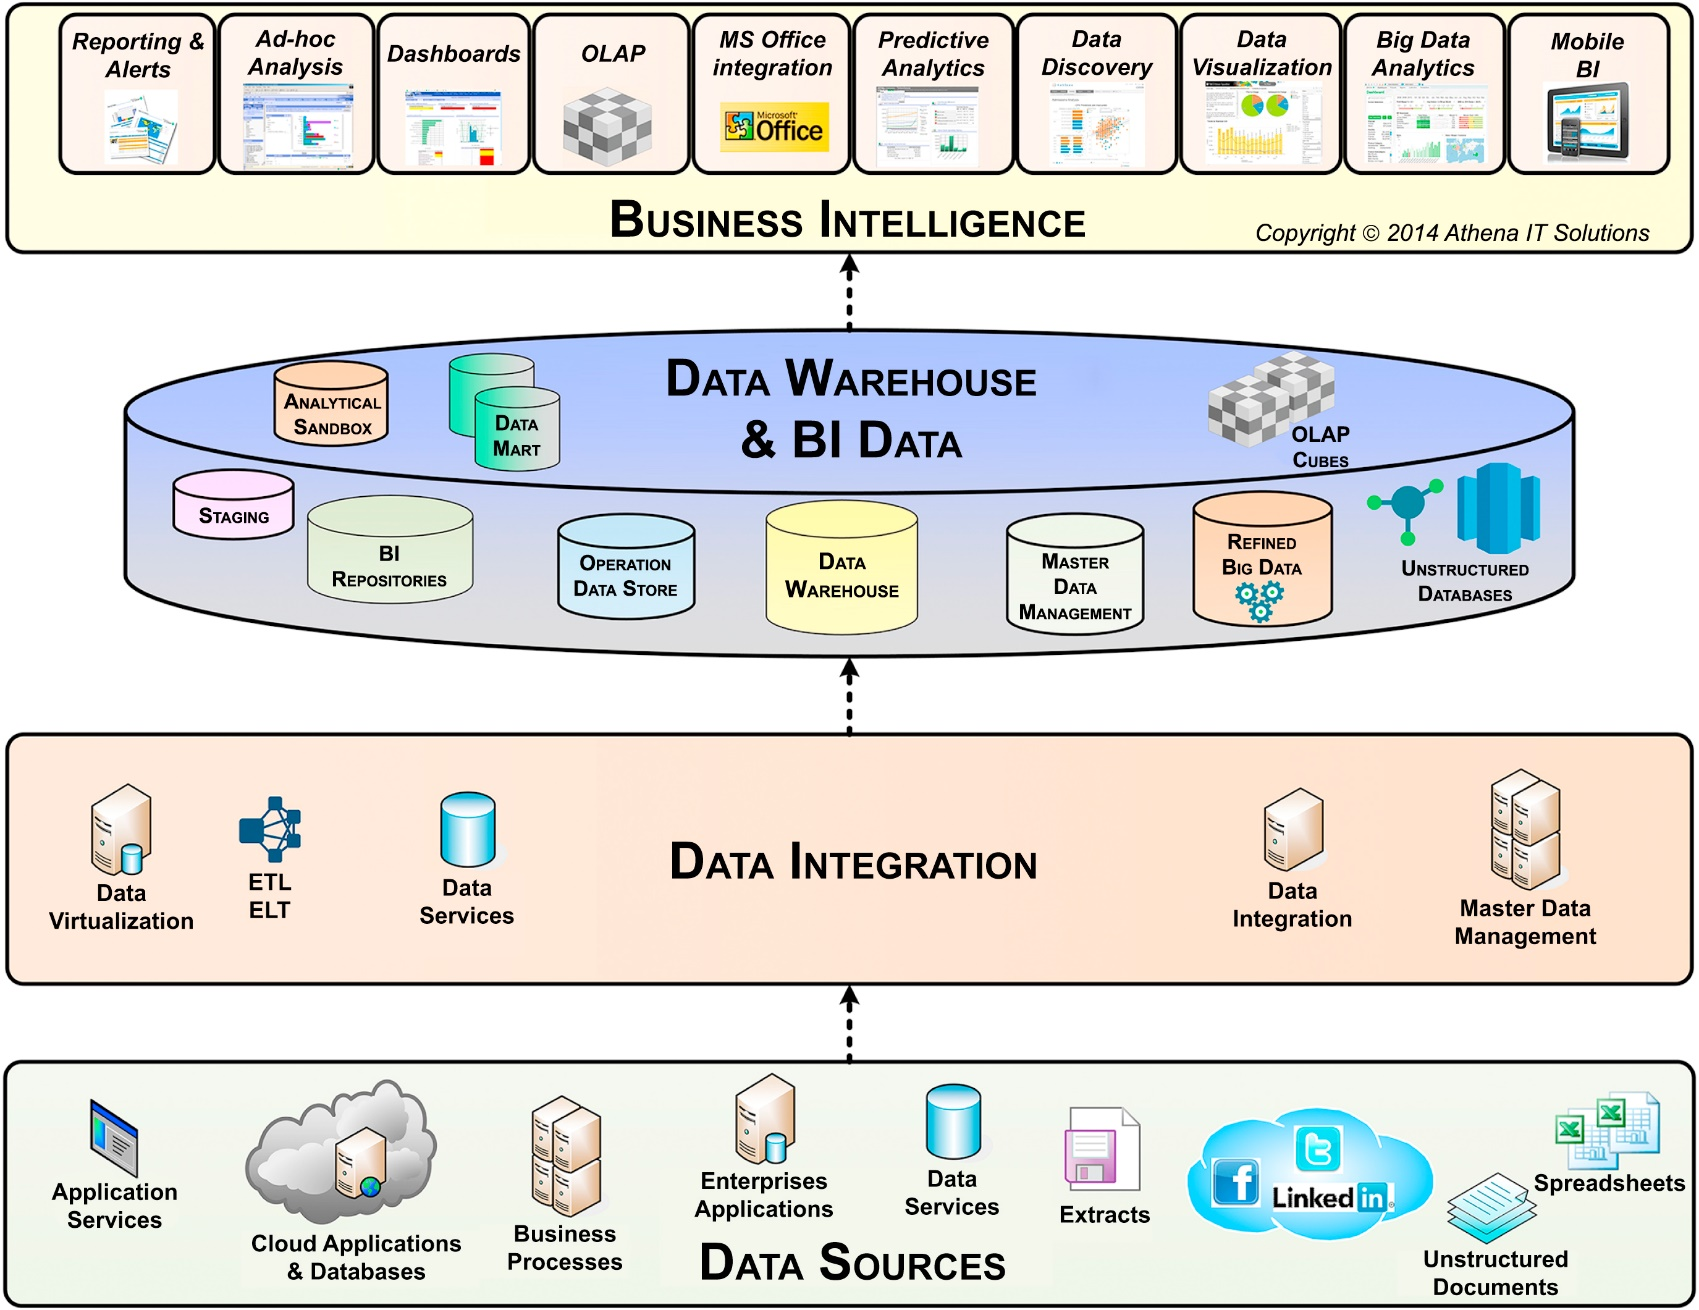 Reporting &
Alerts
Ad-hoc
Analysis
Dashboards
OLAP
MS Office
integration
Microsoft
Office
Predictive
Analytics
Data
Discovery
Data
Visualization
Big Data
Analytics
Mobile
BI
BUSINESS INTELLIGENCE
Copyright © 2014 Athena IT Solutions
DATA WAREHOUSE
& BI DATA
ANALYTICAL
SANDBOX
DATA
MART
OLAP
CUBES
STAGING
BI
REPOSITORIES
OPERATION
DATA STORE
DATA
WAREHOUSE
MASTER
DATA
MANAGEMENT
REFINED
BIG DATA
UNSTRUCTURED
DATABASES
DATA INTEGRATION
Data
Virtualization
ETL
ELT
Data
Services
Data
Integration
Master Data
Management
Application
Services
Cloud Applications
& Databases
Business
Processes
Enterprises
Applications
Data
Services
Extracts
f
t
Linked in
Unstructured
Documents
Spreadsheets
DATA SOURCES